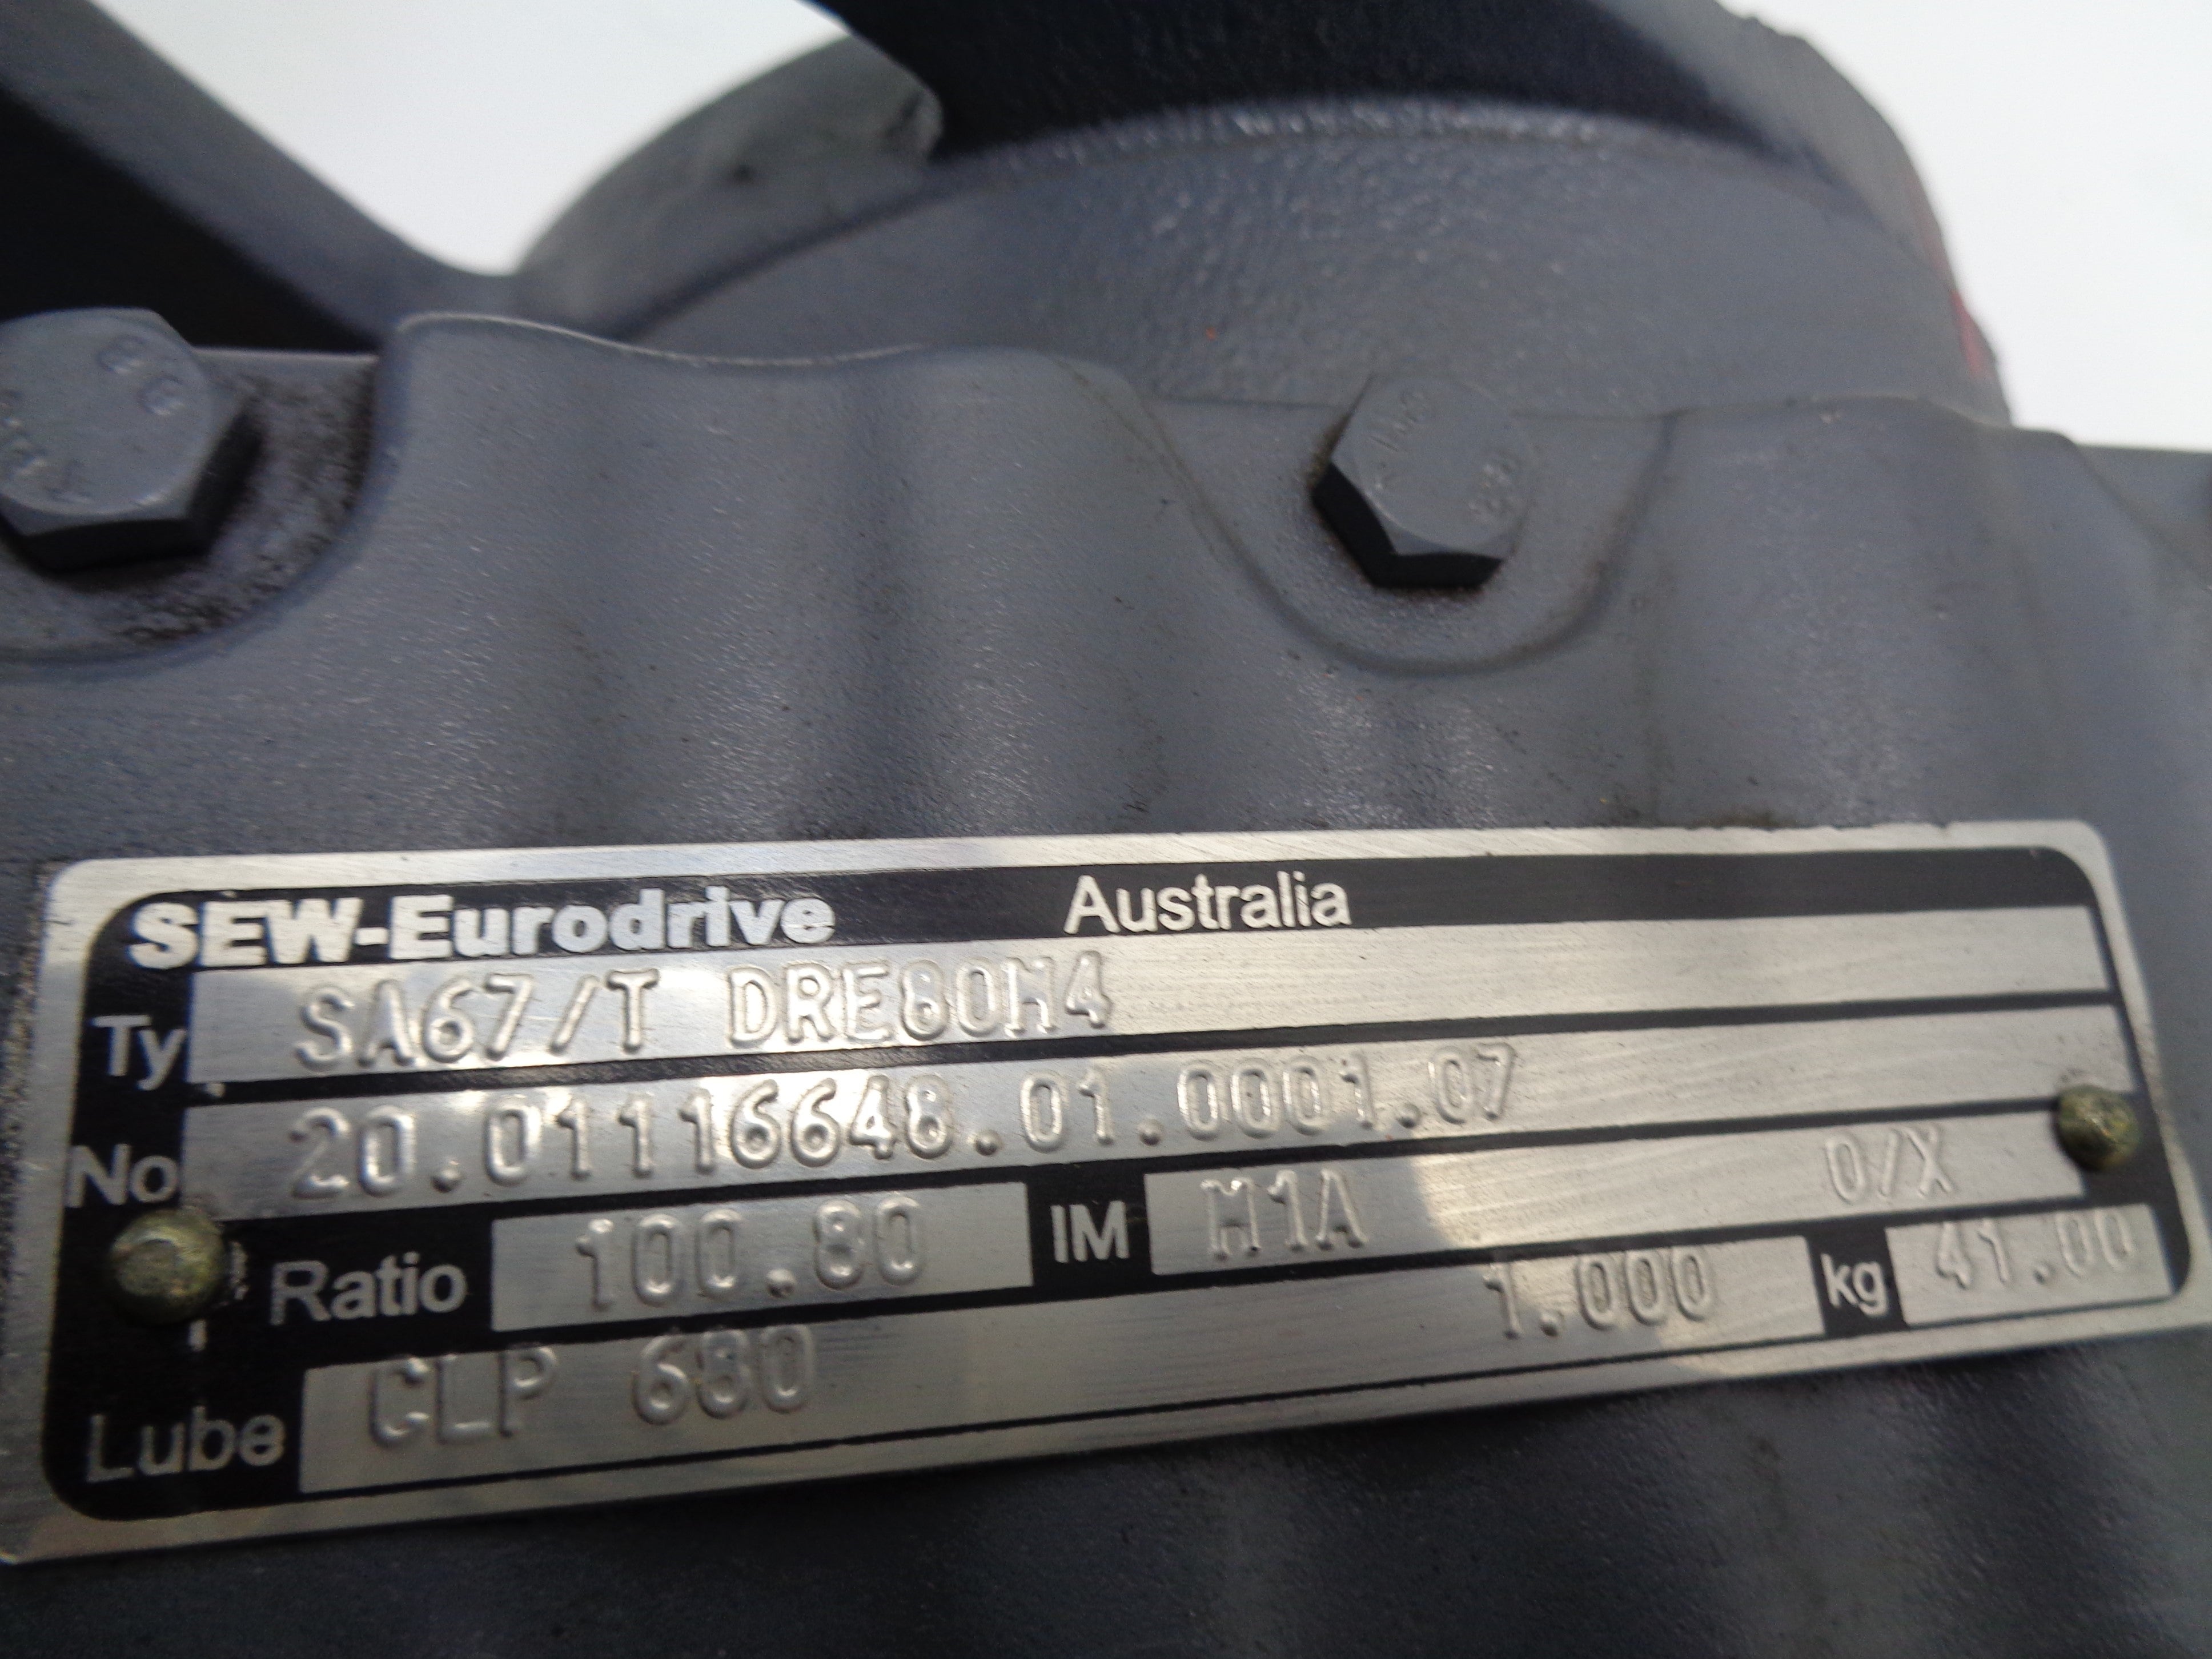 SEW-Eurodrive Australia
Ty SA67/T DRE80M4
No 20.01116648.01.0001.07
Ratio 100.80 IM M1A 0/X
Lube CLP 680 1.000 kg 41.00